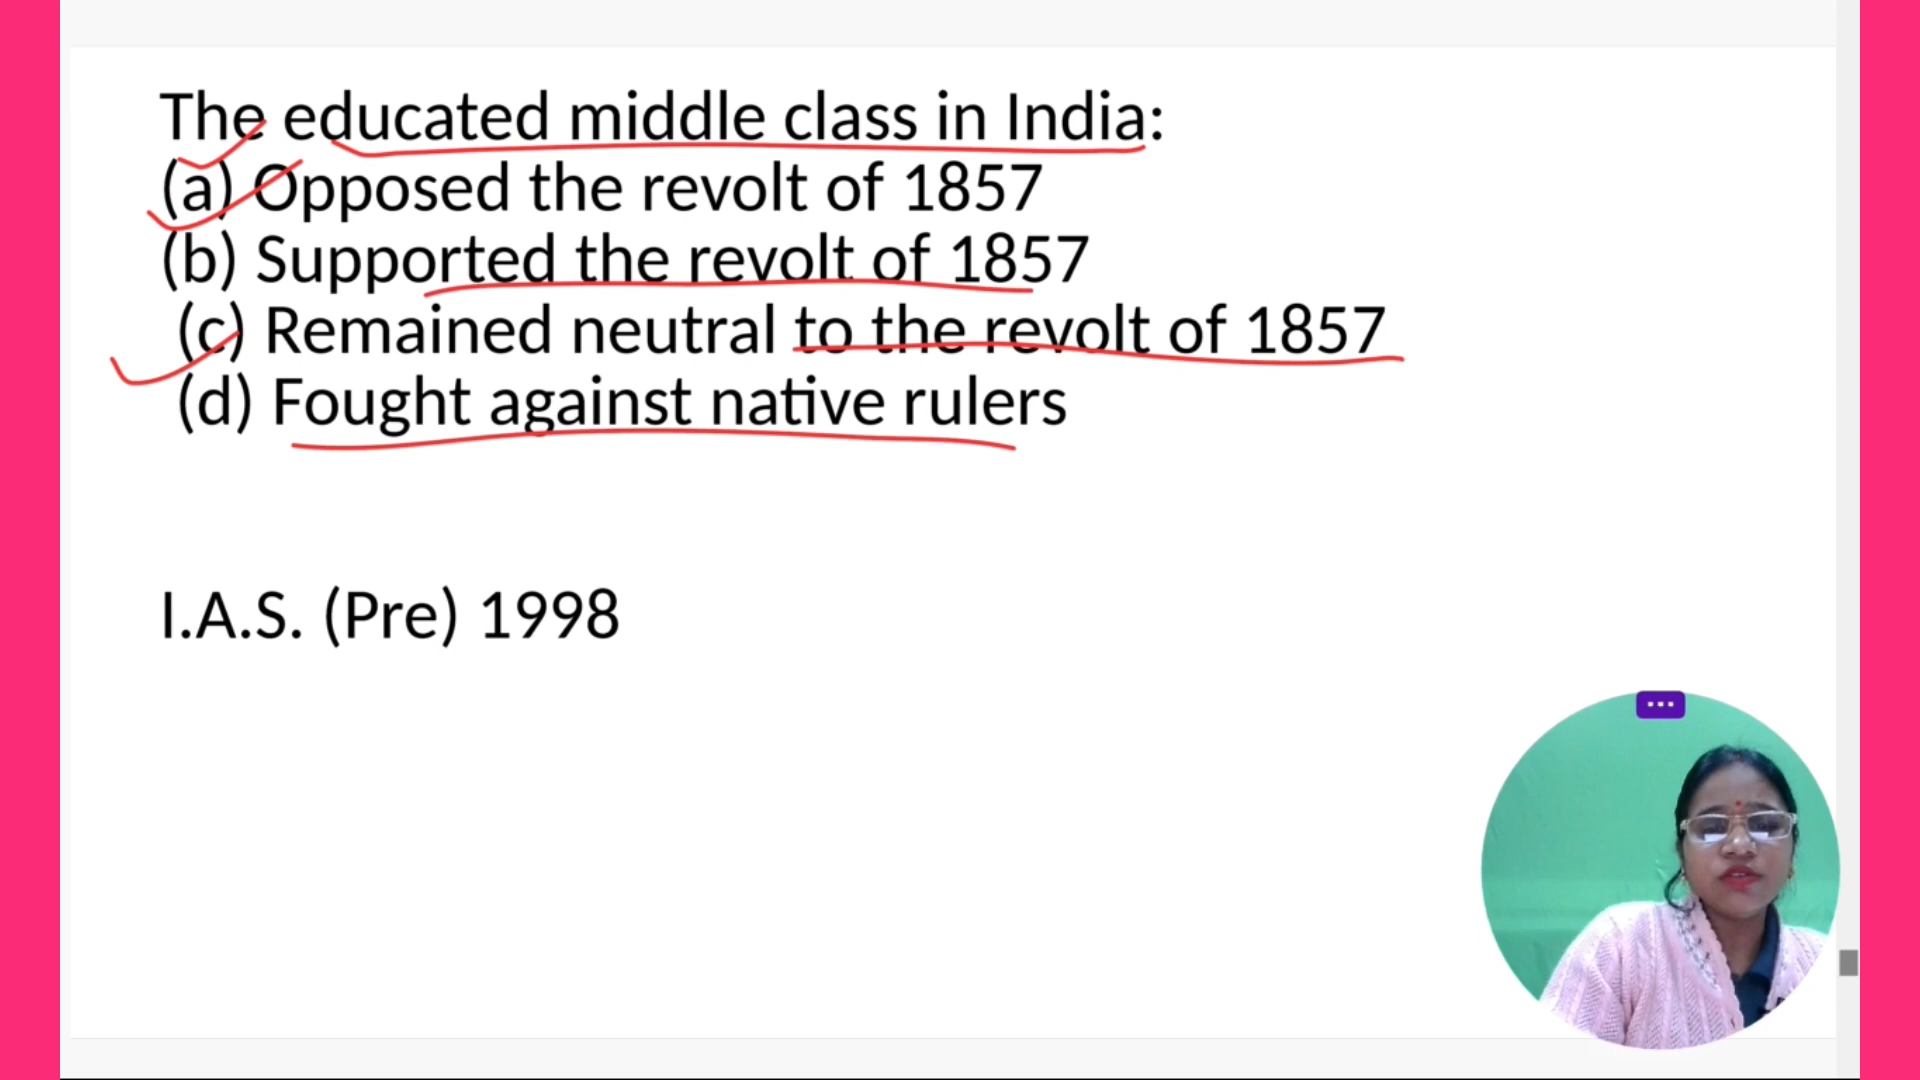 The educated middle class in India:
(a) Opposed the revolt of 1857
(b) Supported the revolt of 1857
(c) Remained neutral to the revolt of 1857
(d) Fought against native rulers
I.A.S. (Pre) 1998